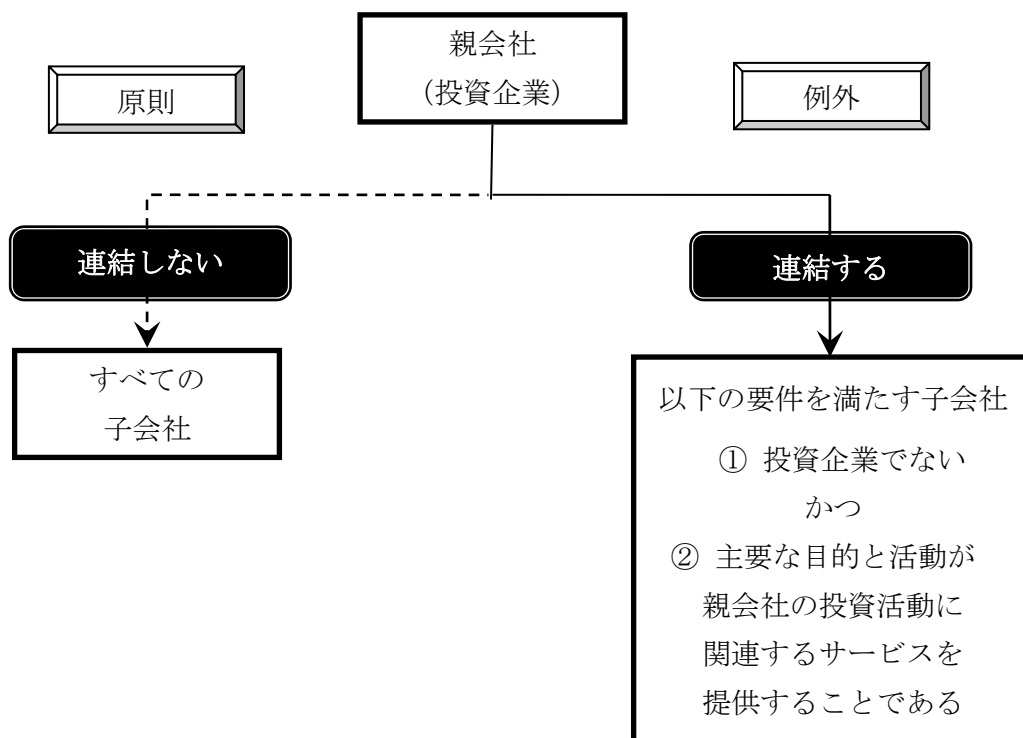 親会社
（投資企業）
原則
例外
連結しない
連結する
すべての
子会社
以下の要件を満たす子会社
① 投資企業でない
かつ
② 主要な目的と活動が
親会社の投資活動に
関連するサービスを
提供することである